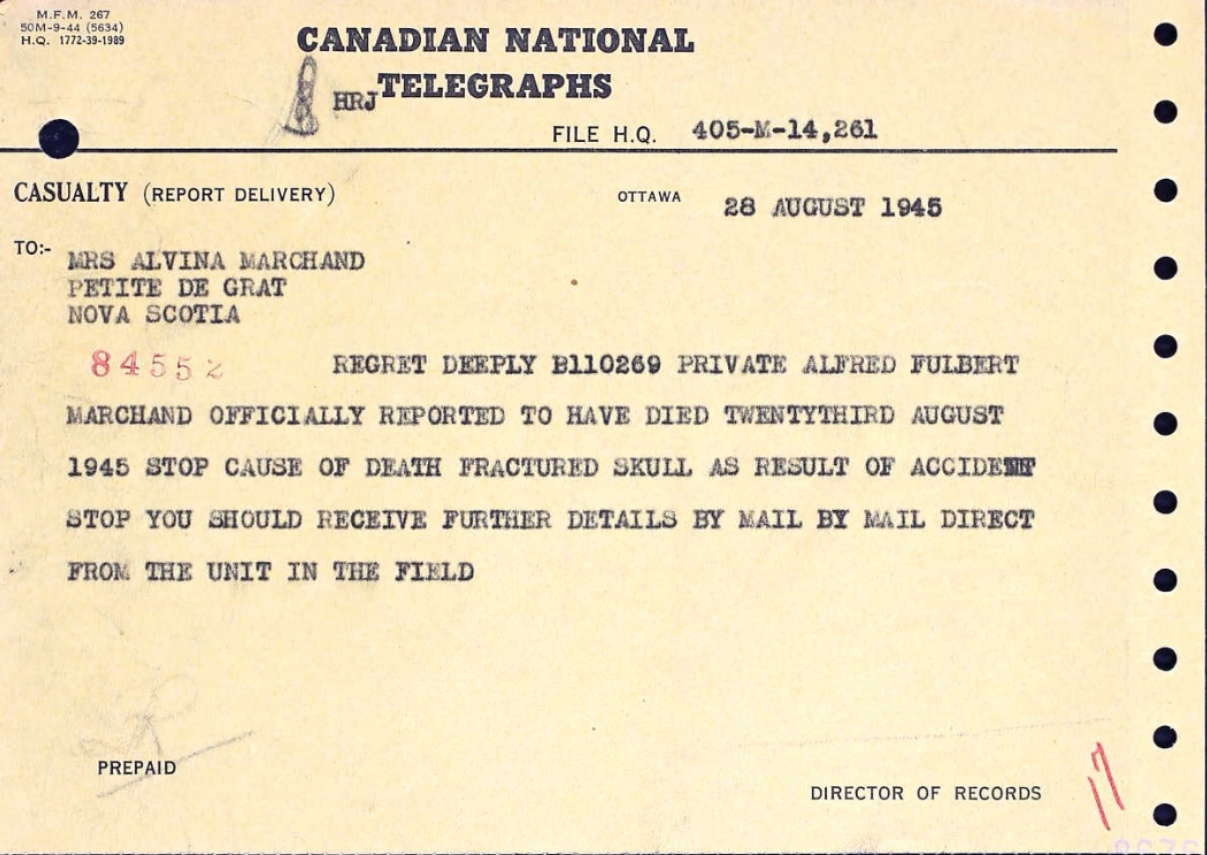 M.F.M. 267
50M-9-44 (5634)
H.Q. 1772-39-1989
CANADIAN NATIONAL
TELEGRAPHS
HRJ
FILE H.Q. 405-M-14,261
CASUALTY (REPORT DELIVERY)
OTTAWA 28 AUGUST 1945
TO:-
MRS ALVINA MARCHAND
PETITE DE GRAT
NOVA SCOTIA
84552 REGRET DEEPLY B110269 PRIVATE ALFRED FULBERT
MARCHAND OFFICIALLY REPORTED TO HAVE DIED TWENTYTHIRD AUGUST
1945 STOP CAUSE OF DEATH FRACTURED SKULL AS RESULT OF ACCIDENT
STOP YOU SHOULD RECEIVE FURTHER DETAILS BY MAIL BY MAIL DIRECT
FROM THE UNIT IN THE FIELD
PREPAID
DIRECTOR OF RECORDS
17